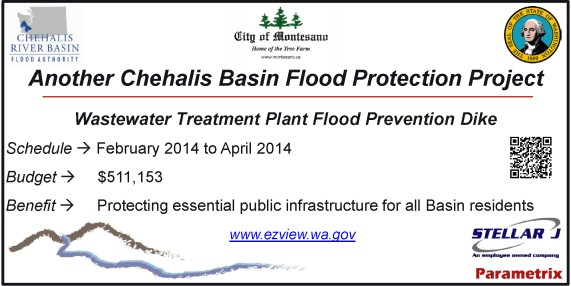 CHEHALIS
RIVER BASIN
FLOOD AUTHORITY
City of Montesano
Home of the Tree Farm
www.montesano.us
THE SEAL OF THE STATE OF WASHINGTON
1889
Another Chehalis Basin Flood Protection Project
Wastewater Treatment Plant Flood Prevention Dike
Schedule → February 2014 to April 2014
Budget → $511,153
Benefit → Protecting essential public infrastructure for all Basin residents
www.ezview.wa.gov
STELLAR J
An employee owned company
Parametrix